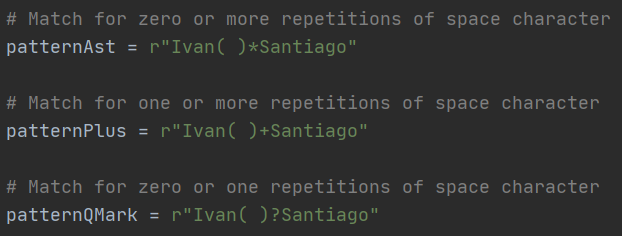 # Match for zero or more repetitions of space character
patternAst = r"Ivan( )*Santiago"
# Match for one or more repetitions of space character
patternPlus = r"Ivan( )+Santiago"
# Match for zero or one repetitions of space character
patternQMark = r"Ivan( )?Santiago"